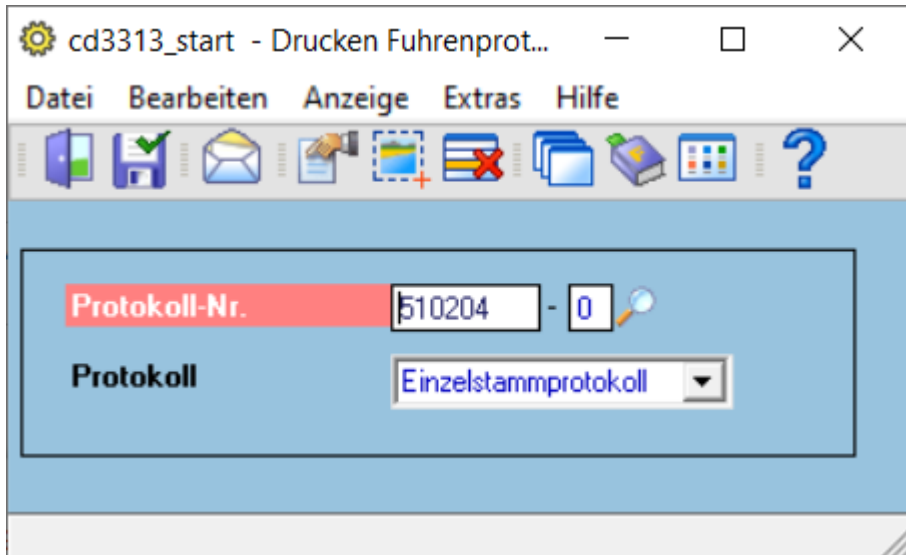 cd3313_start - Drucken Fuhrenprot...
Datei Bearbeiten Anzeige Extras Hilfe
Protokoll-Nr. 510204 - 0
Protokoll Einzelstammprotokoll